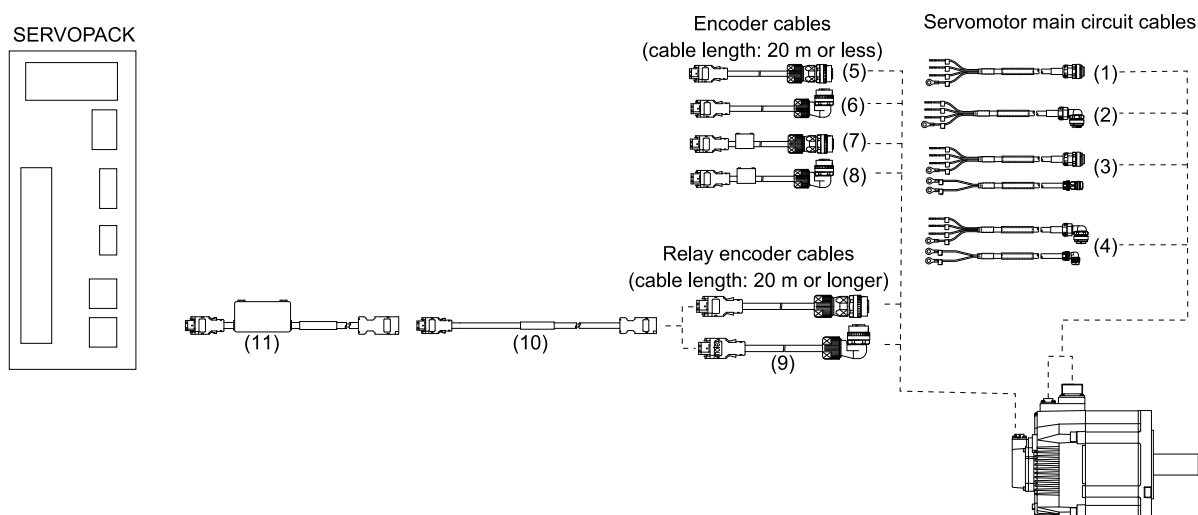 SERVOPACK
Encoder cables
(cable length: 20 m or less)
(5)
(6)
(7)
(8)
Servomotor main circuit cables
(1)
(2)
(3)
(4)
Relay encoder cables
(cable length: 20 m or longer)
(11)
(10)
(9)